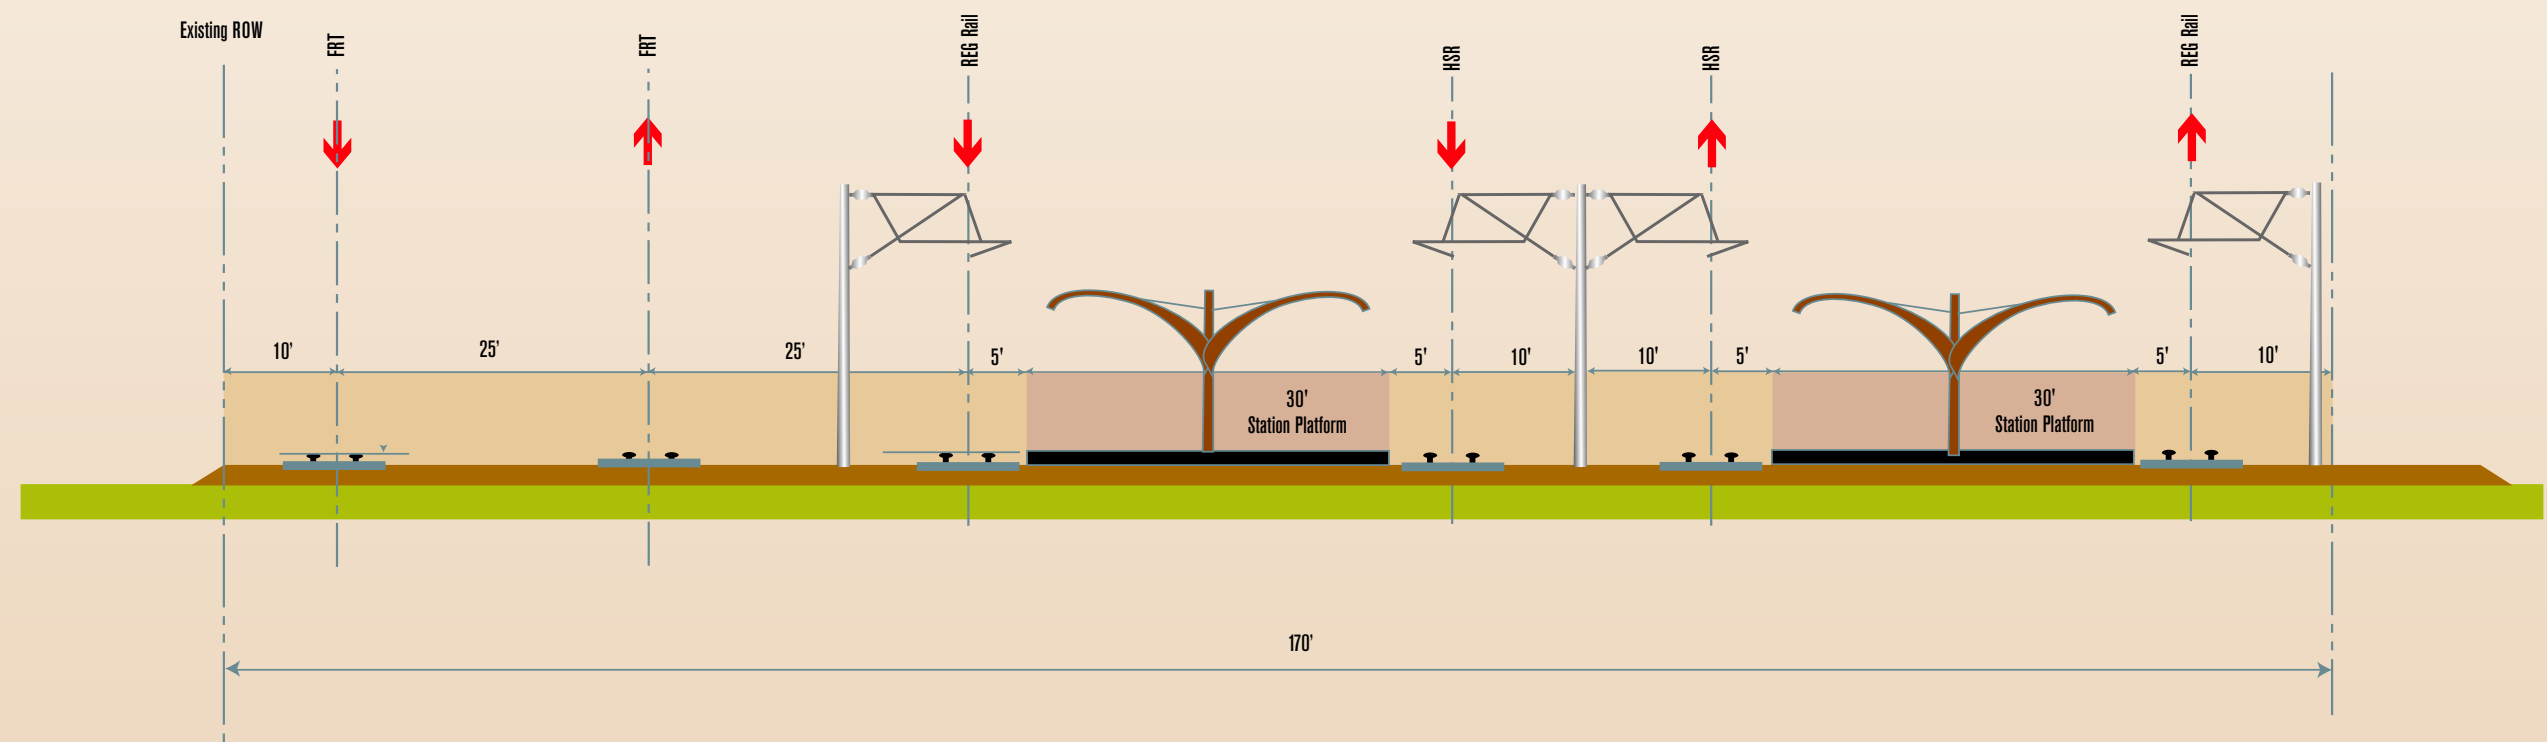 Existing ROW
FRT
FRT
REG Rail
HSR
HSR
REG Rail
10’
25’
25’
5'
5'
10'
10'
5'
5'
10'
30'
Station Platform
30'
Station Platform
170’